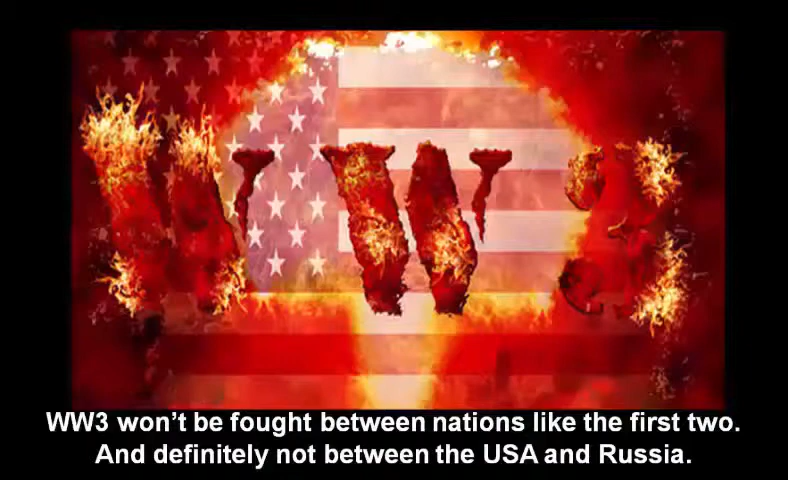 WW3
WW3 won't be fought between nations like the first two.
And definitely not between the USA and Russia.